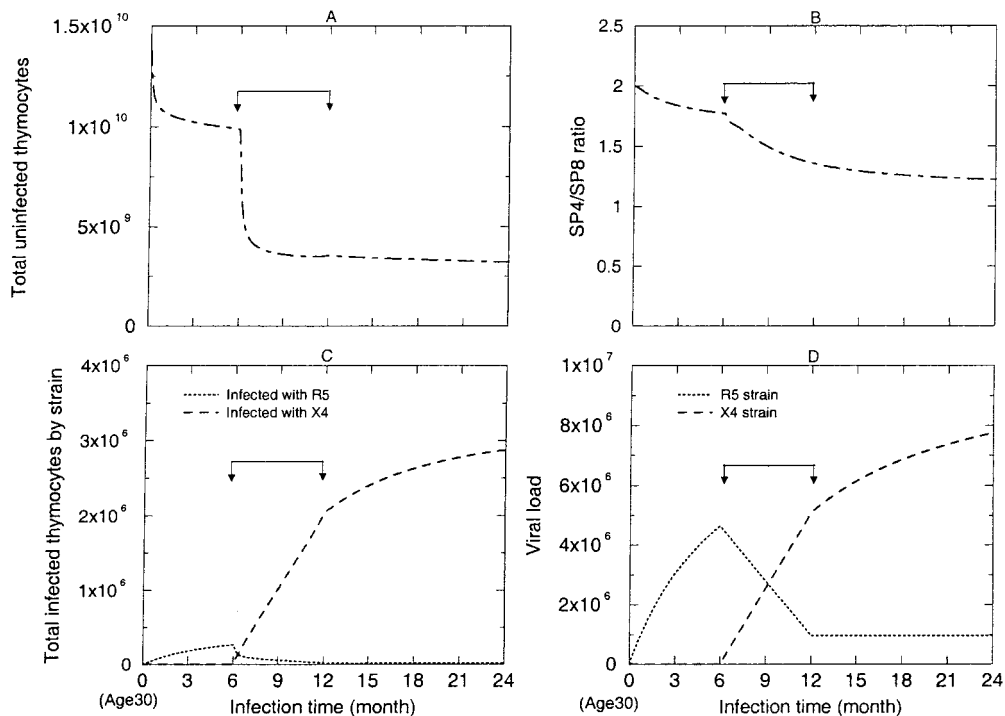 A
Total uninfected thymocytes
1.5x10^10
1x10^10
5x10^9
0
B
SP4/SP8 ratio
2.5
2
1.5
1
0.5
0
C
Total infected thymocytes by strain
4x10^6
3x10^6
2x10^6
1x10^6
0
Infected with R5
Infected with X4
0 3 6 9 12 15 18 21 24
(Age30) Infection time (month)
D
Viral load
1x10^7
8x10^6
6x10^6
4x10^6
2x10^6
0
R5 strain
X4 strain
0 3 6 9 12 15 18 21 24
(Age30) Infection time (month)